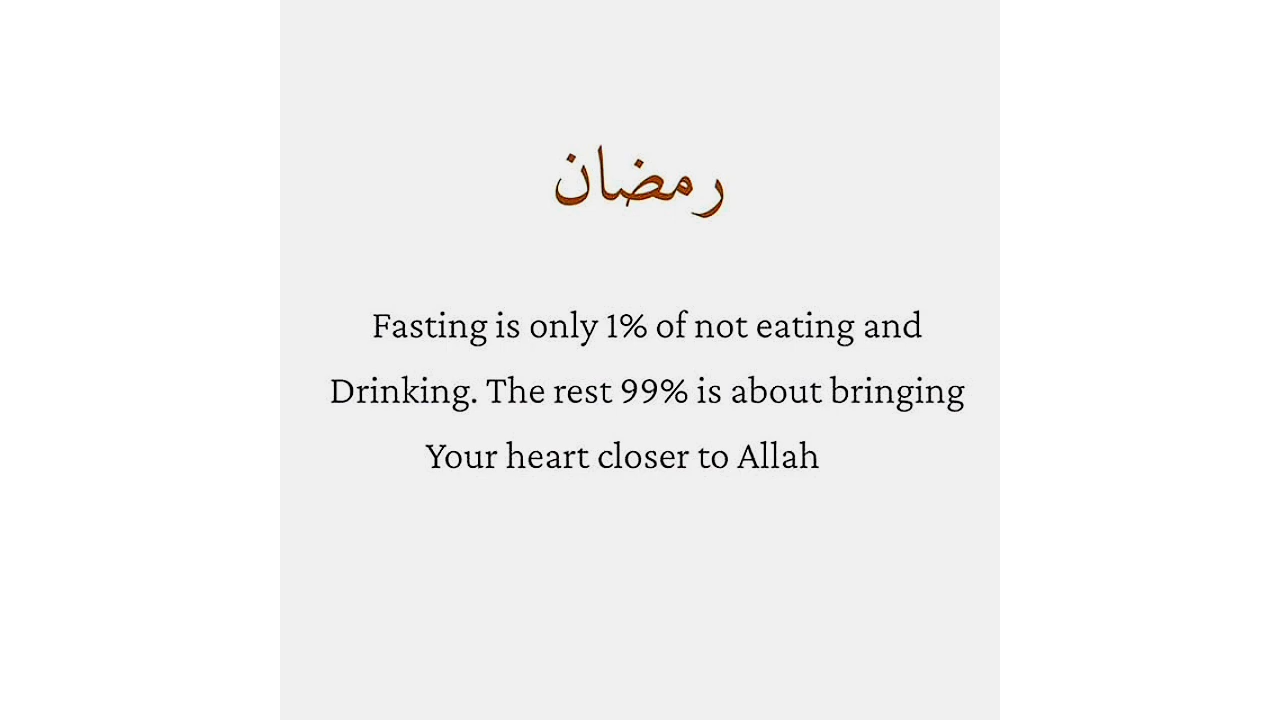 رمضان
Fasting is only 1% of not eating and
Drinking. The rest 99% is about bringing
Your heart closer to Allah